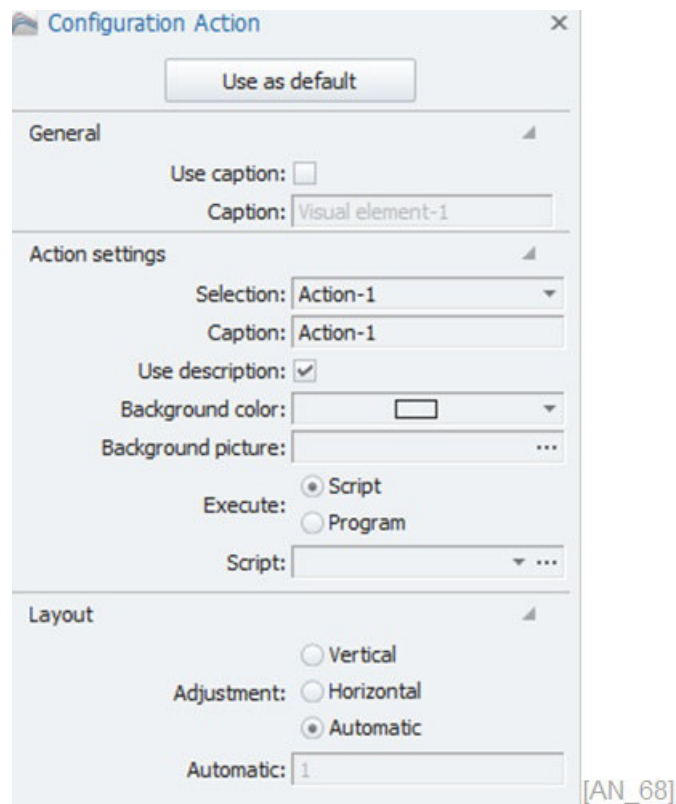 Configuration Action
Use as default
General
Use caption:
Caption: Visual element-1
Action settings
Selection: Action-1
Caption: Action-1
Use description:
Background color:
Background picture: ...
Execute: Script
Program
Script: ...
Layout
Vertical
Adjustment: Horizontal
Automatic
Automatic: 1
[AN_68]